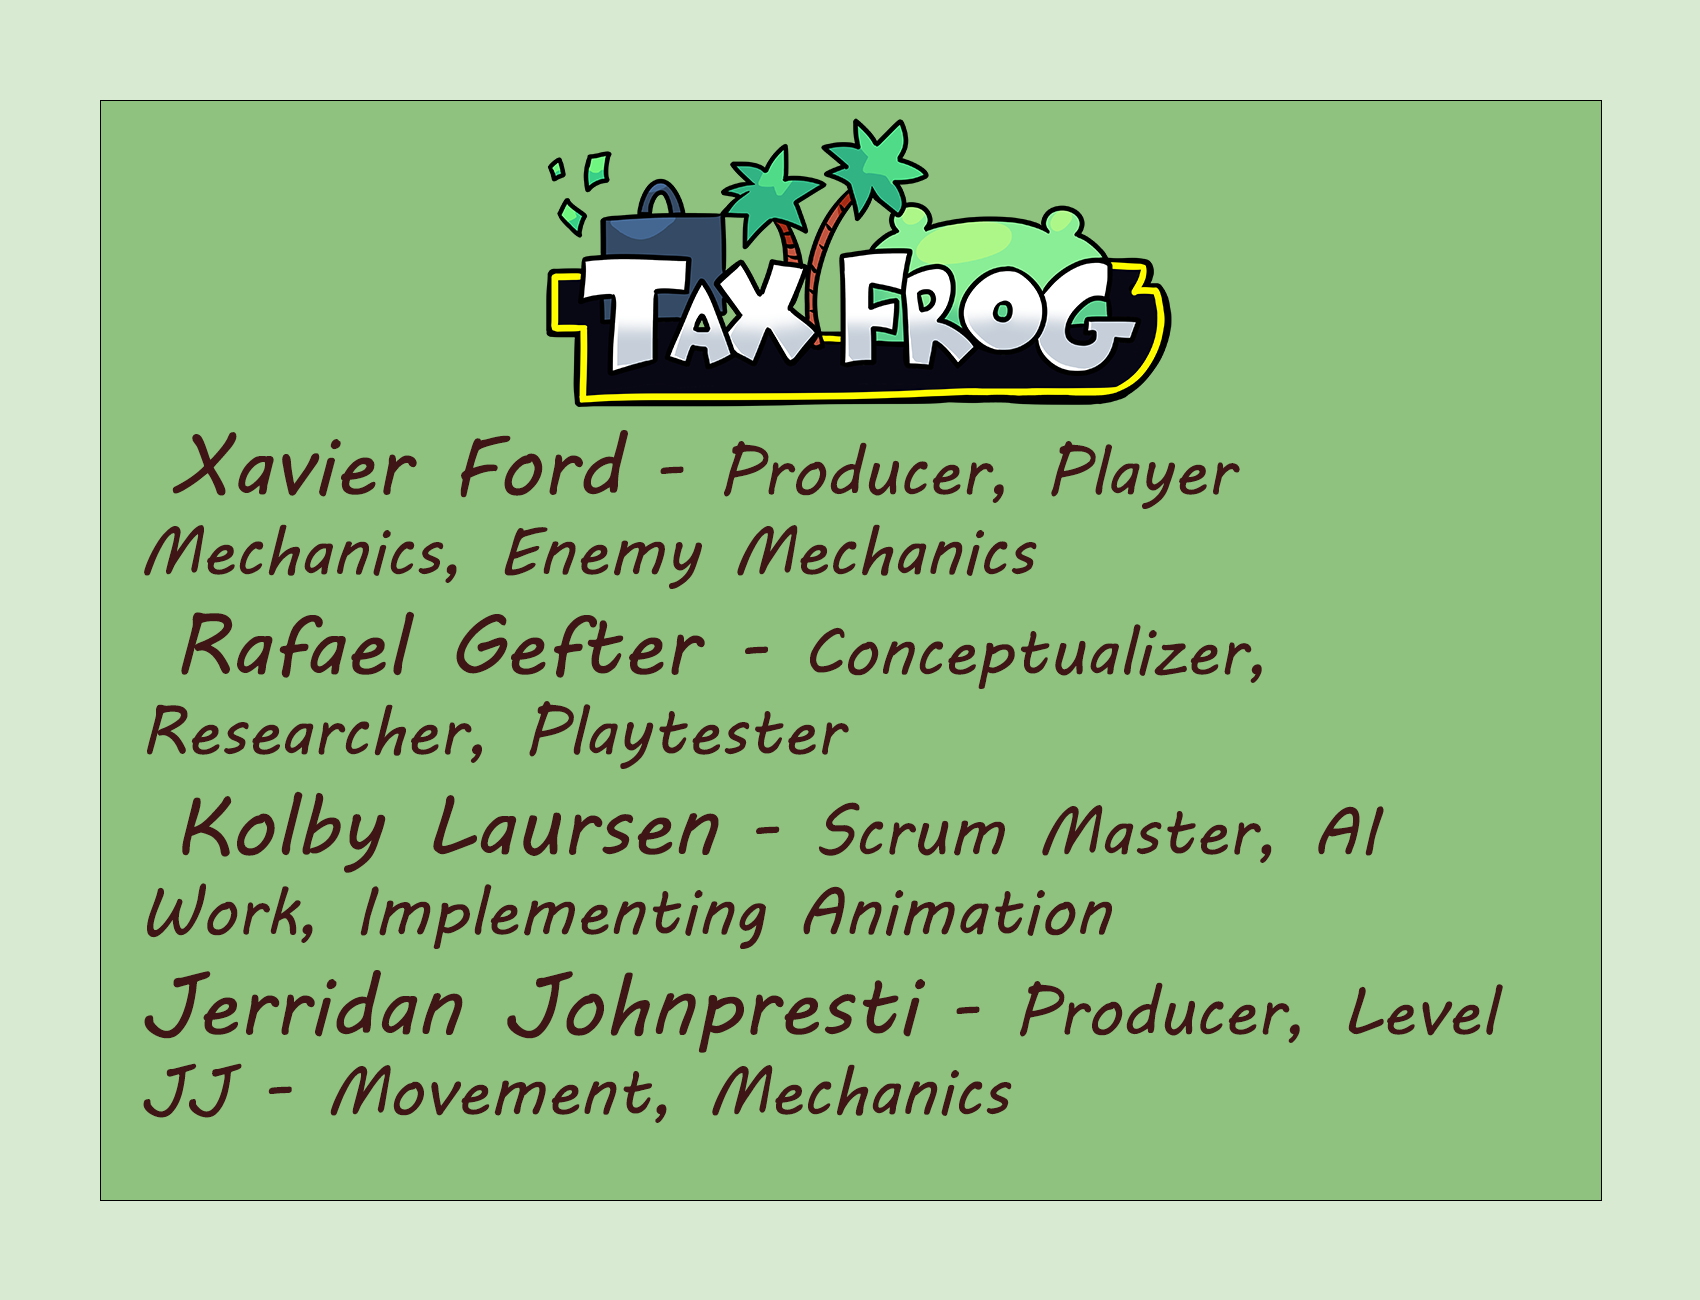 TAX FROG
Xavier Ford - Producer, Player
Mechanics, Enemy Mechanics
Rafael Gefter - Conceptualizer,
Researcher, Playtester
Kolby Laursen - Scrum Master, AI
Work, Implementing Animation
Jerridan Johnpresti - Producer, Level
JJ - Movement, Mechanics